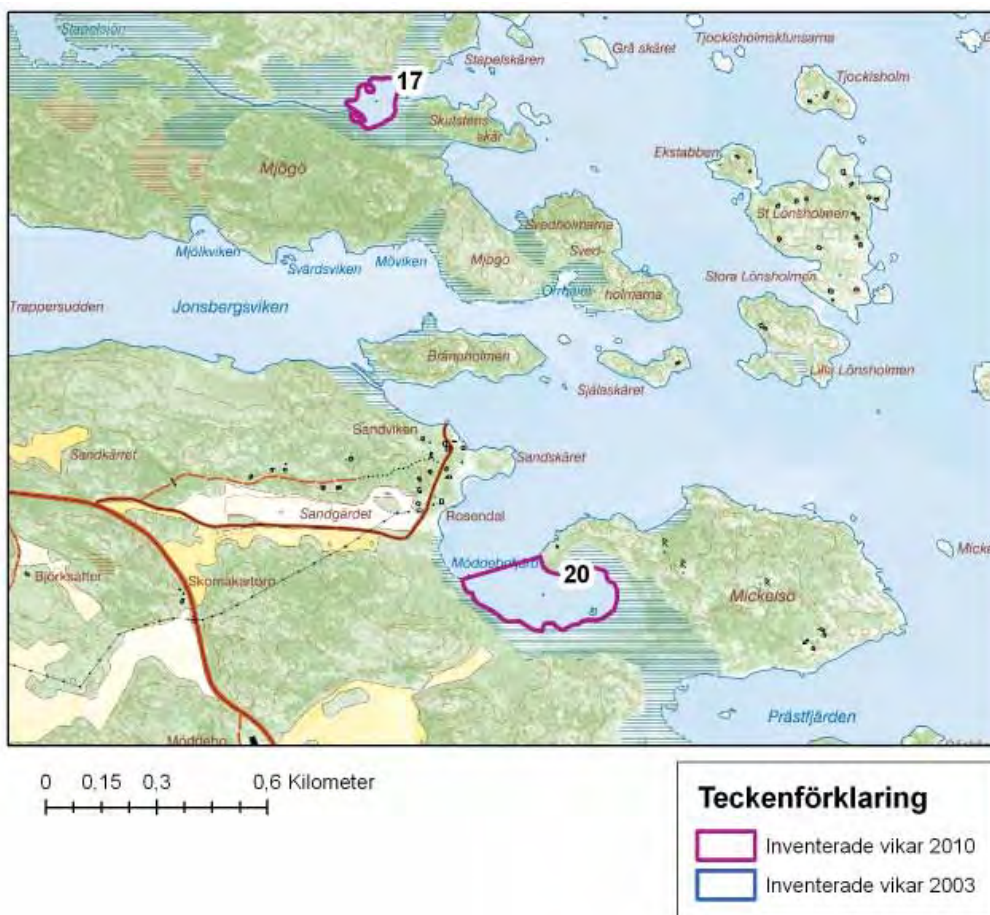 Stapelsjön
Grå skäret
Tjockisholmsklunsarna
Stapelskären
17
Tjockisholm
Skutstens
skär
Ekstabben
Mjögö
St Lönsholmen
Svedholmarna
Mjölkviken
Svärdsviken
Möviken
Mjögö
Sved-
holmarna
Stora Lönsholmen
Trappersudden
Jonsbergsviken
Brånpholmen
Själaskäret
Lilla Lönsholmen
Sandviken
Sandkärret
Sandskäret
Sandgärdet
Rosendal
Björksätter
Skomakartorp
20
Mickelsö
Prästfjärden
Möddebo
0 0,15 0,3 0,6 Kilometer
Teckenförklaring
Inventerade vikar 2010
Inventerade vikar 2003